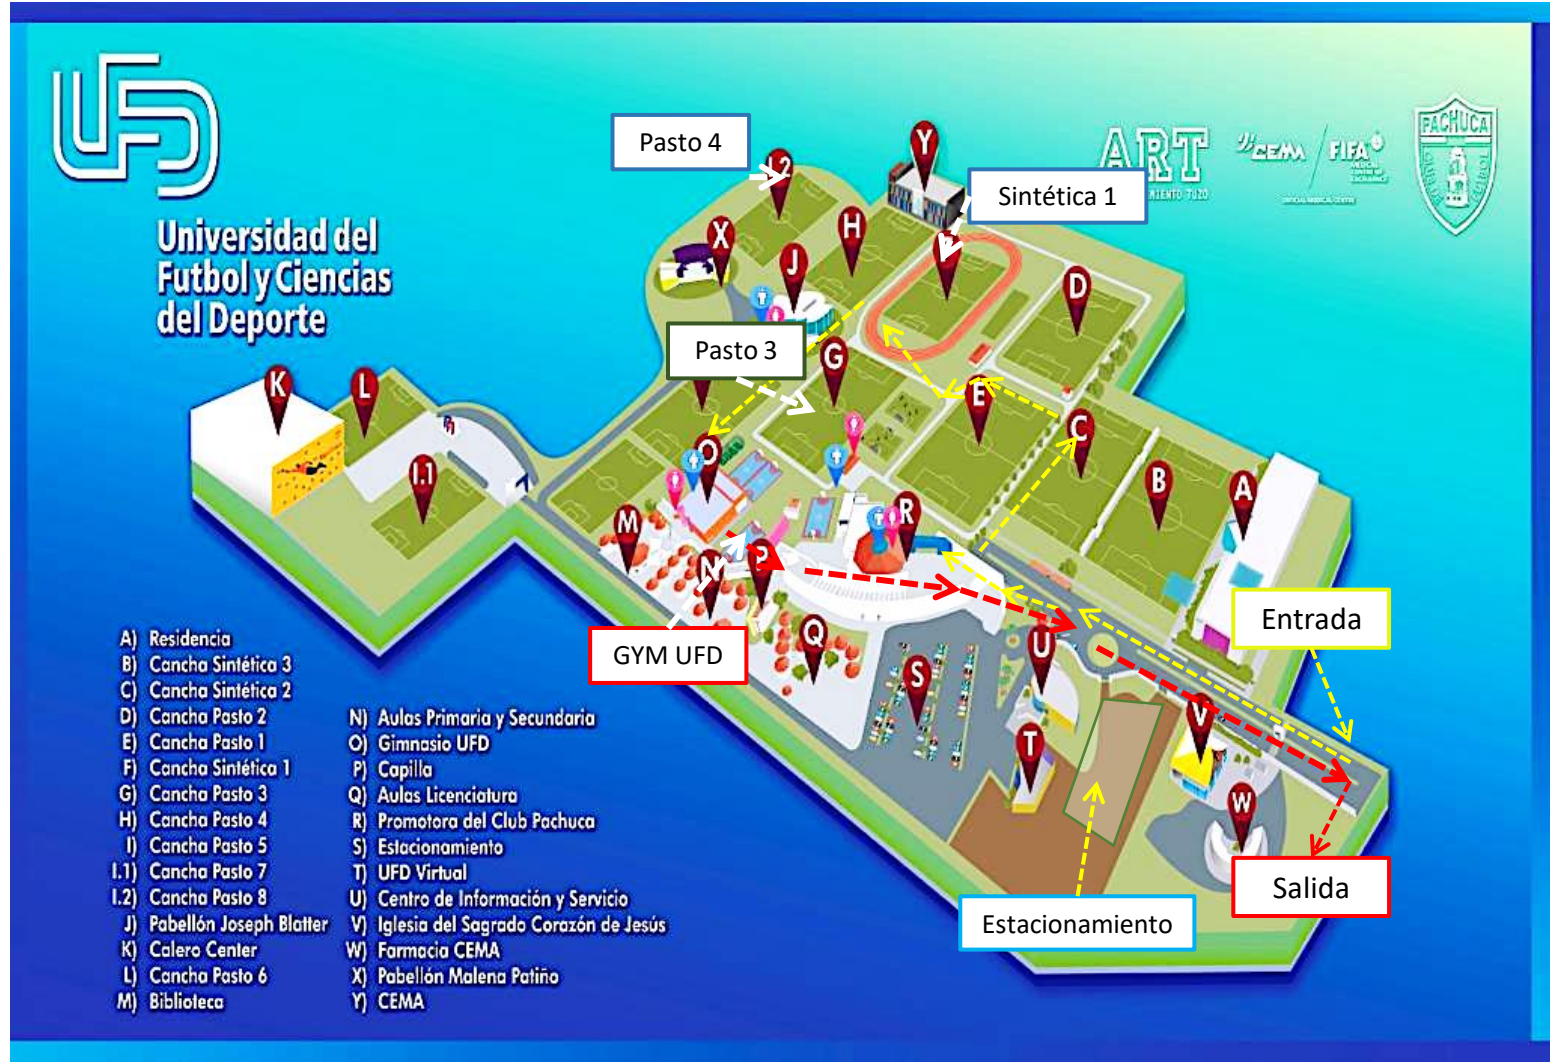 UFD
Universidad del
Futbol y Ciencias
del Deporte
Pasto 4
Sintética 1
Pasto 3
GYM UFD
Entrada
Salida
Estacionamiento
ART
CEMA
FIFA
PACHUCA
I.2
Y
H
X
J
D
G
E
K
L
I.1
O
C
B
A
M
N
P
R
Q
S
U
T
V
W
A) Residencia
B) Cancha Sintética 3
C) Cancha Sintética 2
D) Cancha Pasto 2
E) Cancha Pasto 1
F) Cancha Sintética 1
G) Cancha Pasto 3
H) Cancha Pasto 4
I) Cancha Pasto 5
I.1) Cancha Pasto 7
I.2) Cancha Pasto 8
J) Pabellón Joseph Blatter
K) Calero Center
L) Cancha Pasto 6
M) Biblioteca
N) Aulas Primaria y Secundaria
O) Gimnasio UFD
P) Capilla
Q) Aulas Licenciatura
R) Promotora del Club Pachuca
S) Estacionamiento
T) UFD Virtual
U) Centro de Información y Servicio
V) Iglesia del Sagrado Corazón de Jesús
W) Farmacia CEMA
X) Pabellón Malena Patiño
Y) CEMA